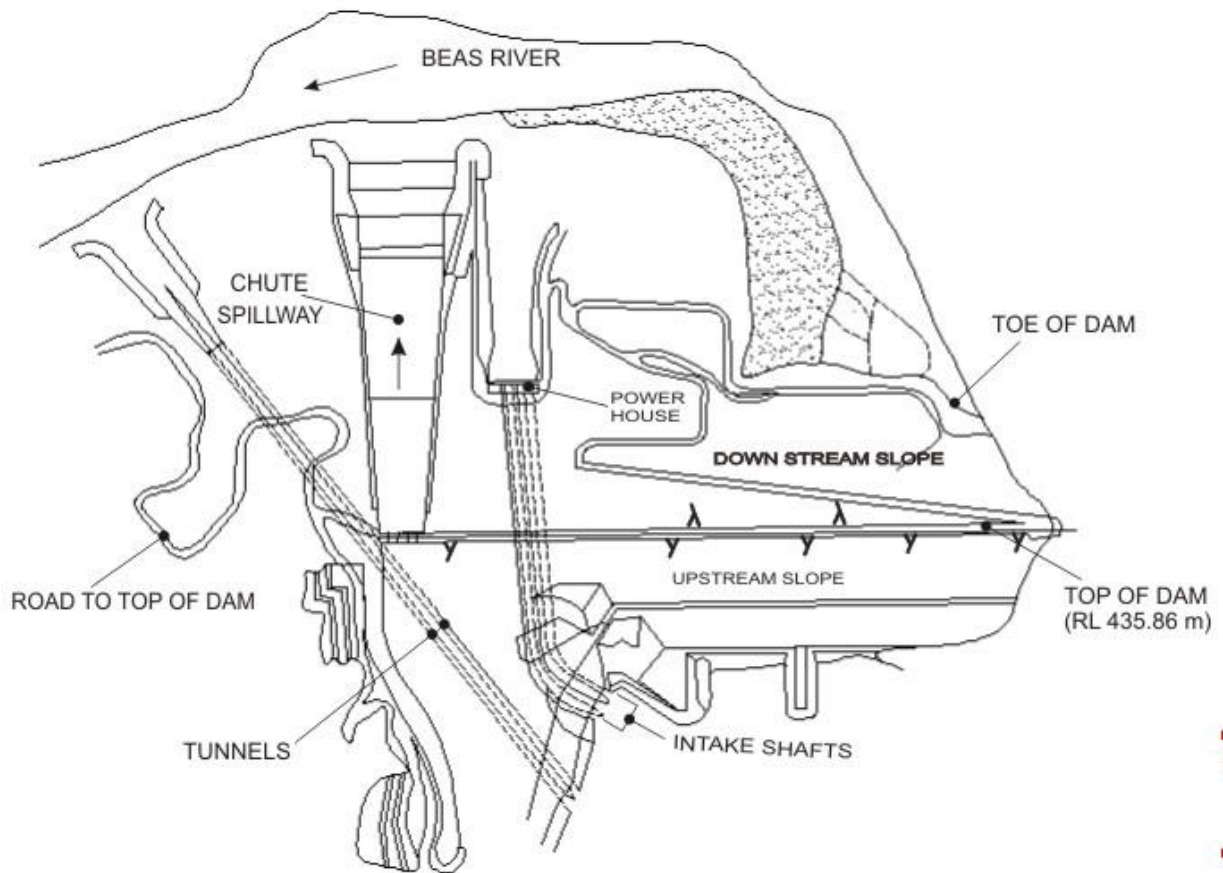 BEAS RIVER
CHUTE
SPILLWAY
TOE OF DAM
POWER
HOUSE
DOWN STREAM SLOPE
ROAD TO TOP OF DAM
UPSTREAM SLOPE
TOP OF DAM
(RL 435.86 m)
TUNNELS
INTAKE SHAFTS